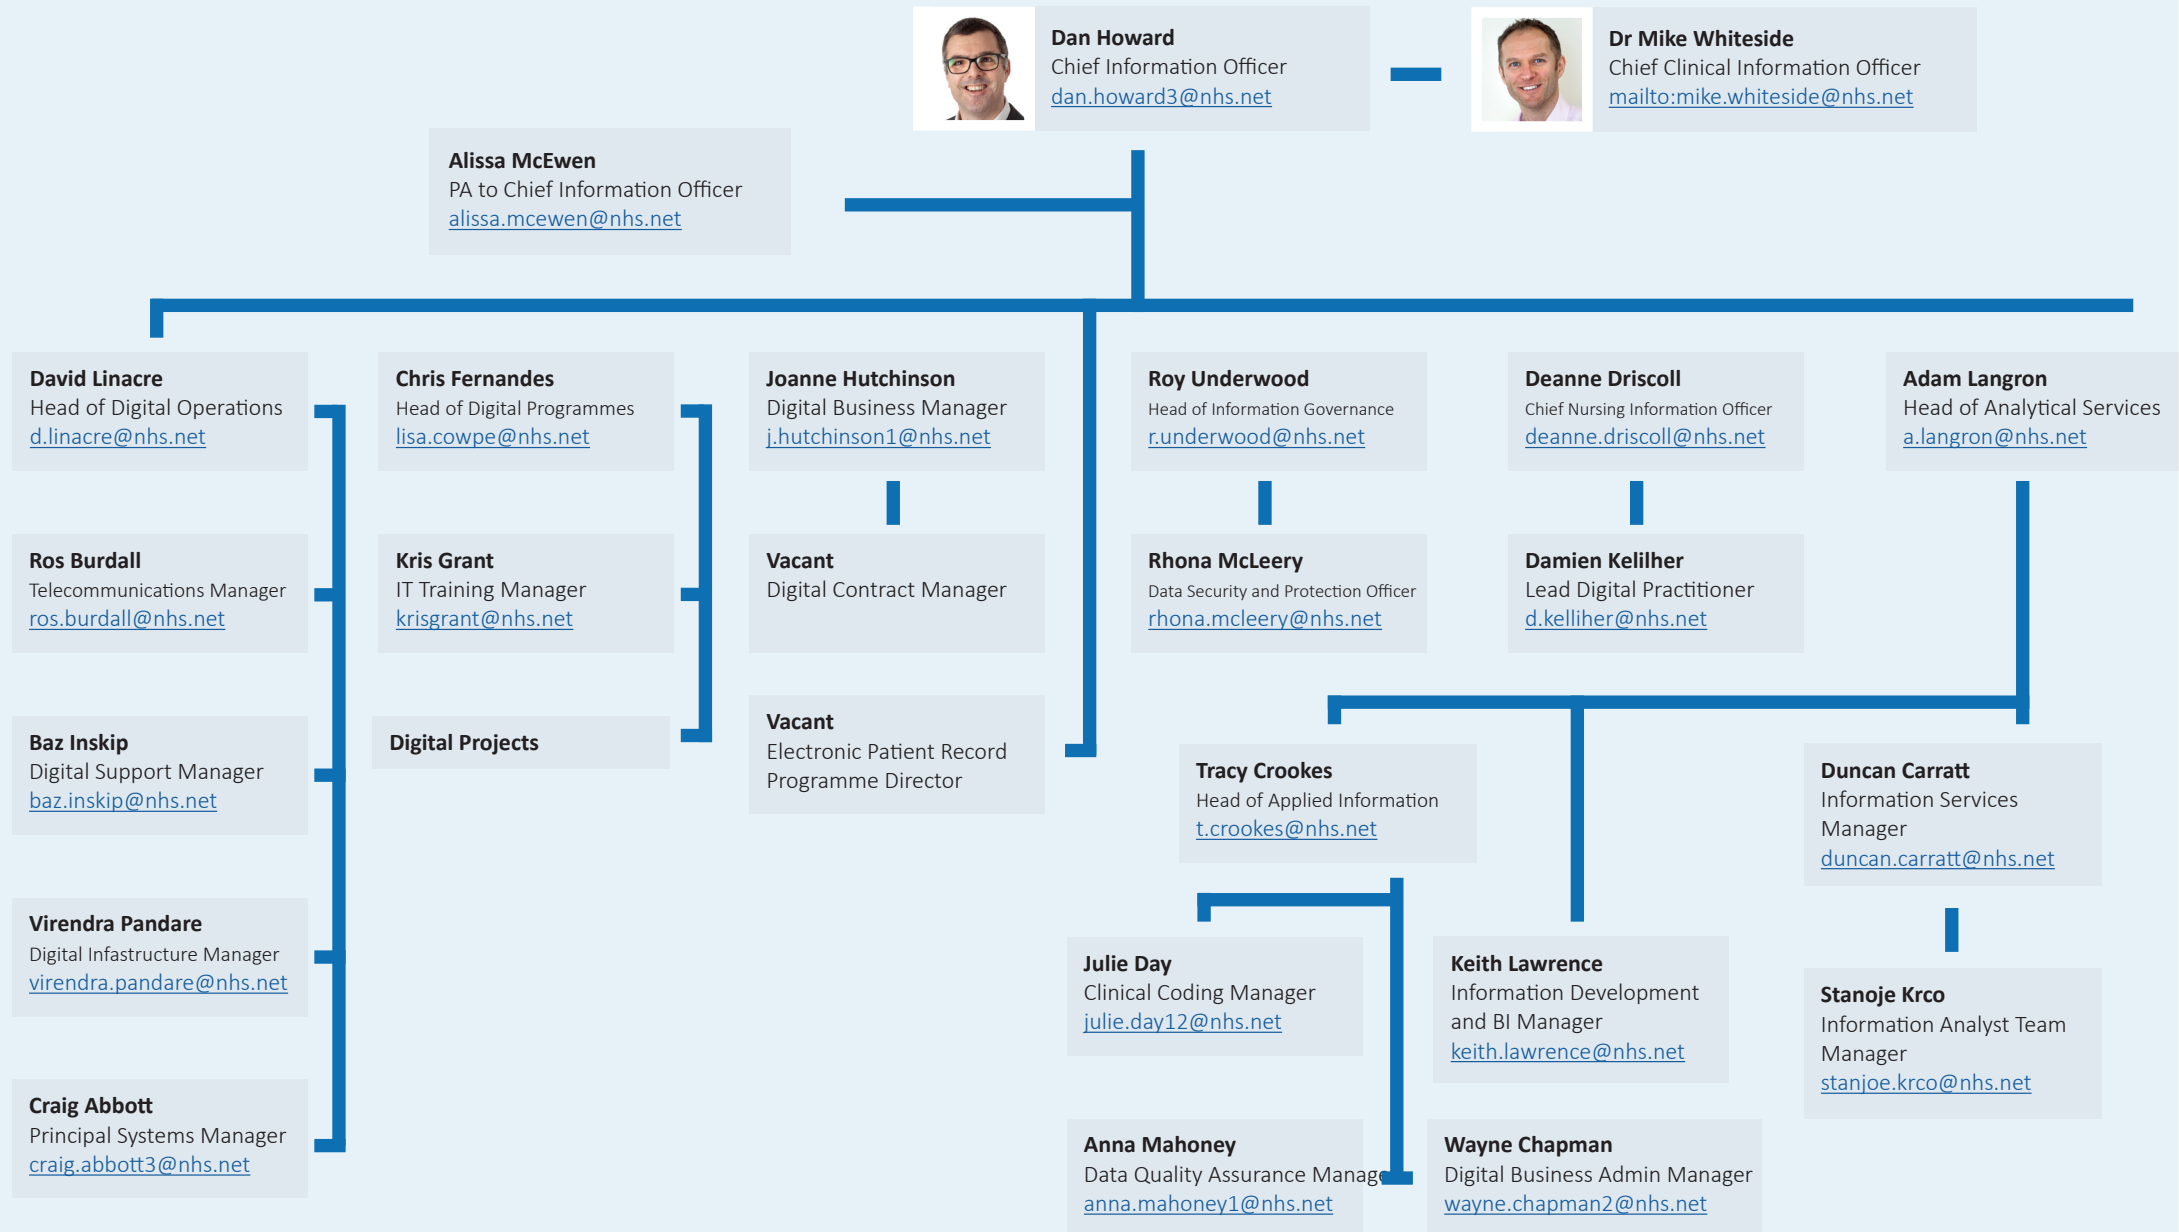 Dan Howard
Chief Information Officer
dan.howard3@nhs.net
Dr Mike Whiteside
Chief Clinical Information Officer
mailto:mike.whiteside@nhs.net
Alissa McEwen
PA to Chief Information Officer
alissa.mcewen@nhs.net
David Linacre
Head of Digital Operations
d.linacre@nhs.net
Chris Fernandes
Head of Digital Programmes
lisa.cowpe@nhs.net
Joanne Hutchinson
Digital Business Manager
j.hutchinson1@nhs.net
Roy Underwood
Head of Information Governance
r.underwood@nhs.net
Deanne Driscoll
Chief Nursing Information Officer
deanne.driscoll@nhs.net
Adam Langron
Head of Analytical Services
a.langron@nhs.net
Ros Burdall
Telecommunications Manager
ros.burdall@nhs.net
Kris Grant
IT Training Manager
krisgrant@nhs.net
Vacant
Digital Contract Manager
Rhona McLeery
Data Security and Protection Officer
rhona.mcleery@nhs.net
Damien Kelilher
Lead Digital Practitioner
d.kelliher@nhs.net
Baz Inskip
Digital Support Manager
baz.inskip@nhs.net
Digital Projects
Vacant
Electronic Patient Record
Programme Director
Tracy Crookes
Head of Applied Information
t.crookes@nhs.net
Duncan Carratt
Information Services
Manager
duncan.carratt@nhs.net
Virendra Pandare
Digital Infastructure Manager
virendra.pandare@nhs.net
Julie Day
Clinical Coding Manager
julie.day12@nhs.net
Keith Lawrence
Information Development
and BI Manager
keith.lawrence@nhs.net
Stanoje Krco
Information Analyst Team
Manager
stanjoe.krco@nhs.net
Craig Abbott
Principal Systems Manager
craig.abbott3@nhs.net
Anna Mahoney
Data Quality Assurance Manager
anna.mahoney1@nhs.net
Wayne Chapman
Digital Business Admin Manager
wayne.chapman2@nhs.net